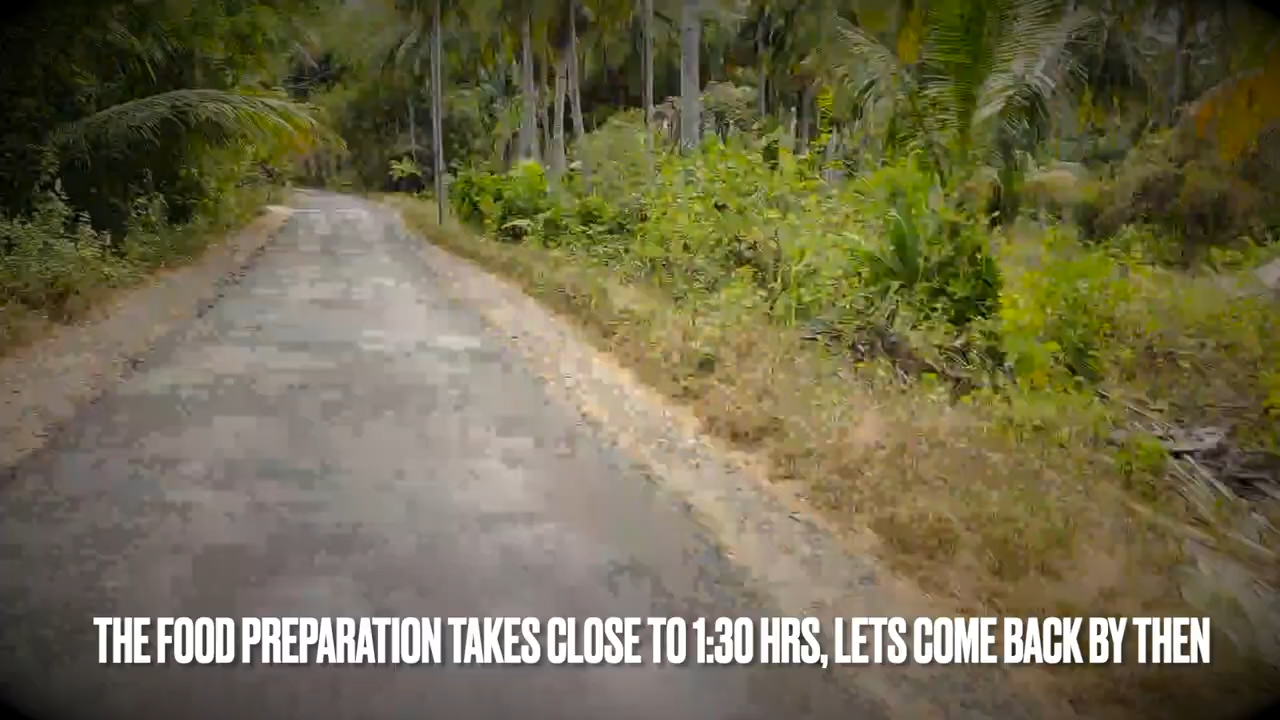 THE FOOD PREPARATION TAKES CLOSE TO 1:30 HRS, LETS COME BACK BY THEN